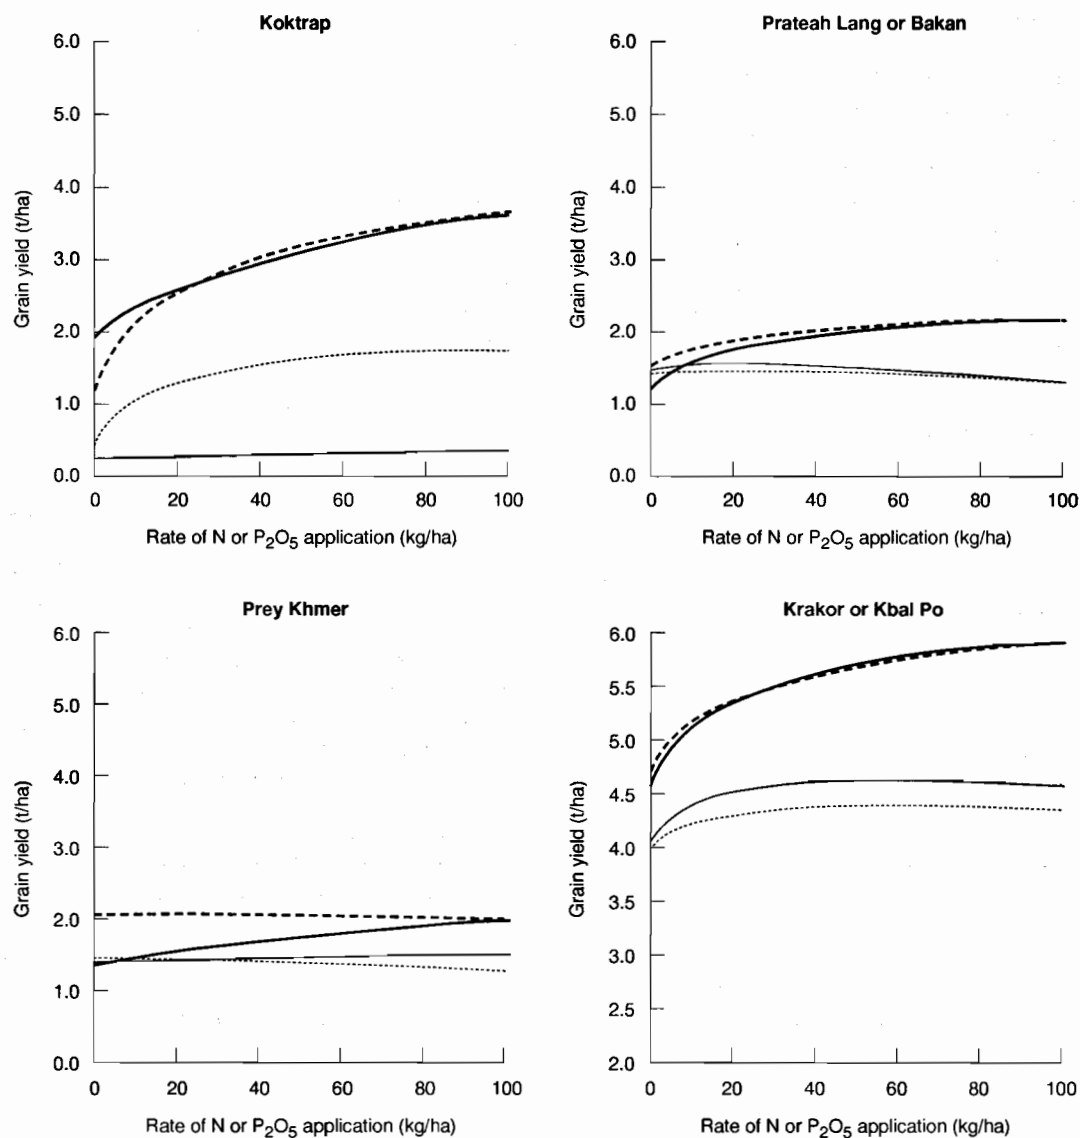 Koktrap
6.0
5.0
4.0
3.0
2.0
1.0
0.0
Grain yield (t/ha)
0 20 40 60 80 100
Rate of N or P₂O₅ application (kg/ha)
Prateah Lang or Bakan
6.0
5.0
4.0
3.0
2.0
1.0
0.0
Grain yield (t/ha)
0 20 40 60 80 100
Rate of N or P₂O₅ application (kg/ha)
Prey Khmer
6.0
5.0
4.0
3.0
2.0
1.0
0.0
Grain yield (t/ha)
0 20 40 60 80 100
Rate of N or P₂O₅ application (kg/ha)
Krakor or Kbal Po
6.0
5.5
5.0
4.5
4.0
3.5
3.0
2.5
2.0
Grain yield (t/ha)
0 20 40 60 80 100
Rate of N or P₂O₅ application (kg/ha)